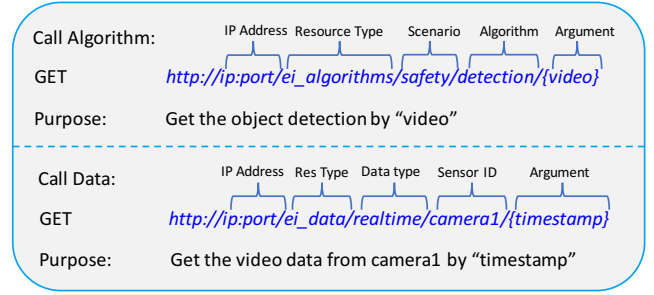 Call Algorithm:
IP Address Resource Type Scenario Algorithm Argument
GET http://ip:port/ei_algorithms/safety/detection/{video}
Purpose: Get the object detection by “video”
Call Data:
IP Address Res Type Data type Sensor ID Argument
GET http://ip:port/ei_data/realtime/camera1/{timestamp}
Purpose: Get the video data from camera1 by “timestamp”